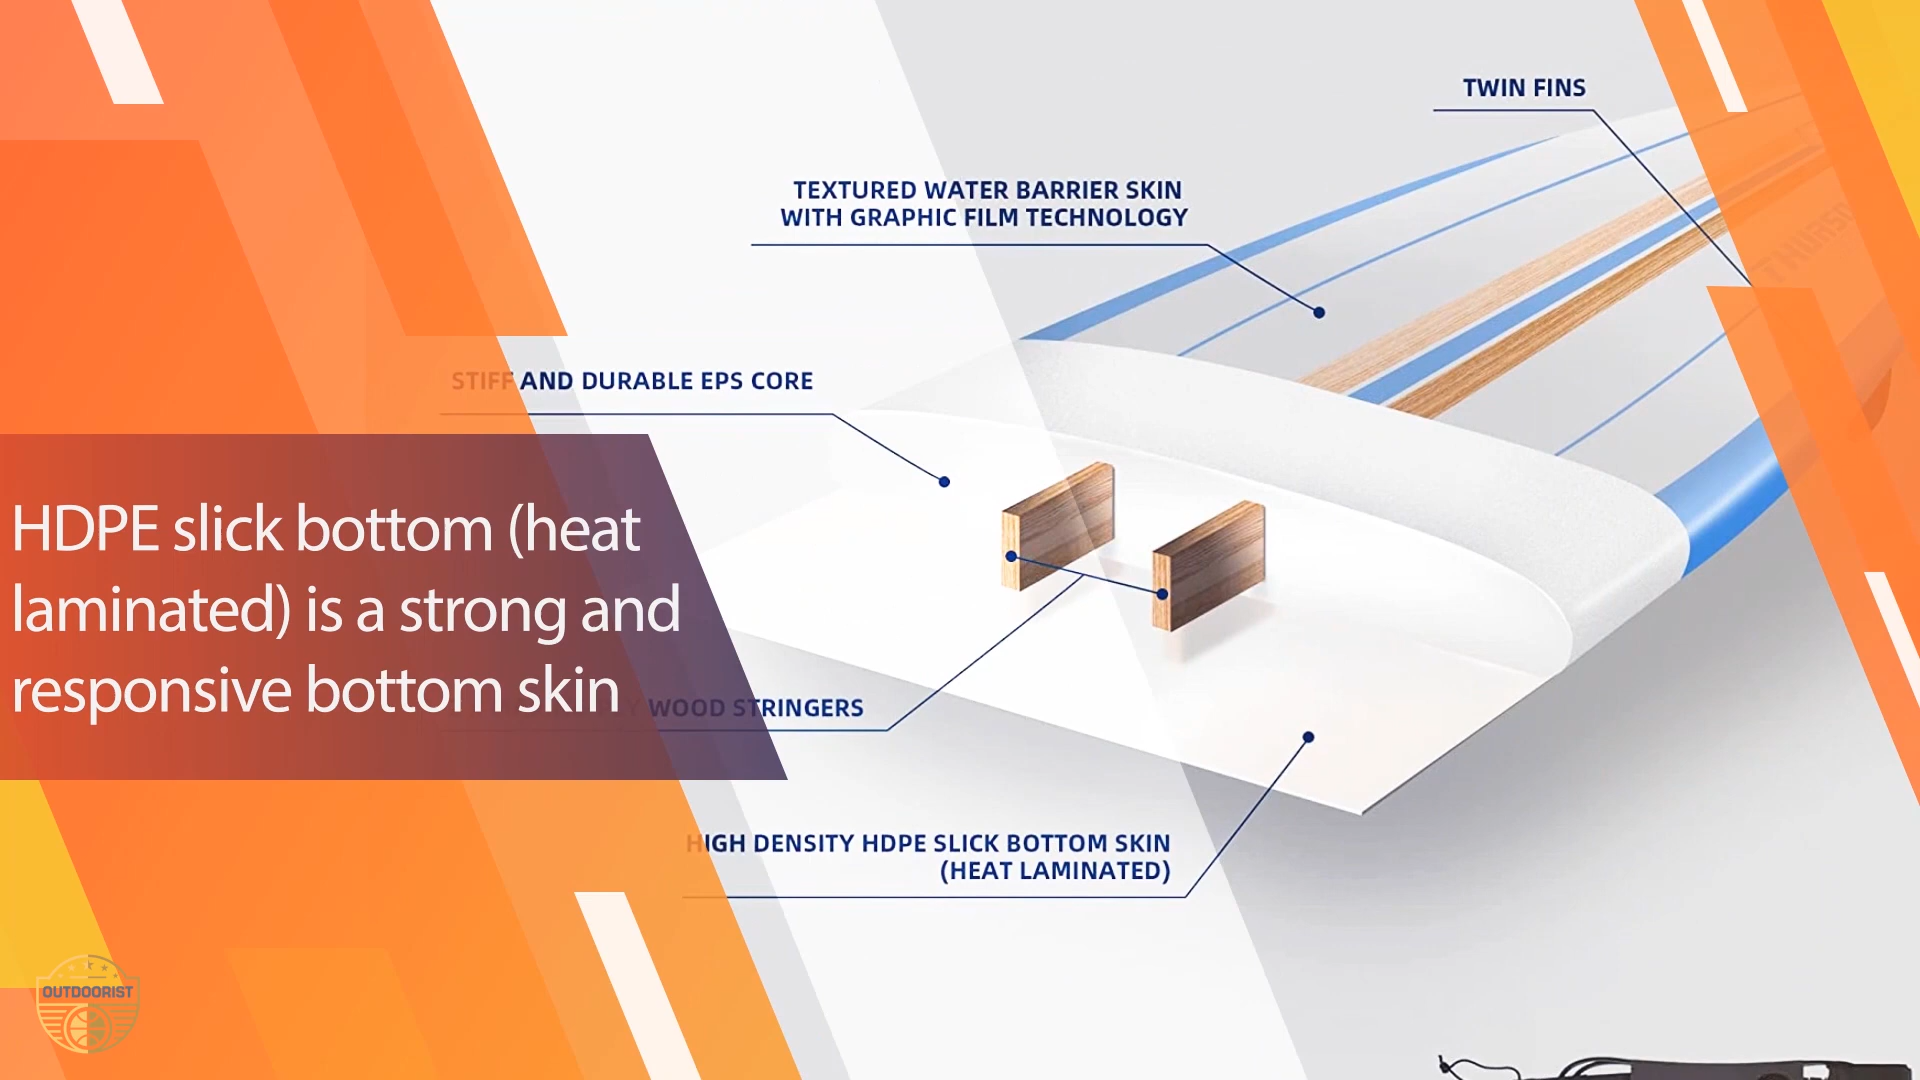 TWIN FINS
TEXTURED WATER BARRIER SKIN
WITH GRAPHIC FILM TECHNOLOGY
STIFF AND DURABLE EPS CORE
HDPE slick bottom (heat
laminated) is a strong and
responsive bottom skin
WOOD STRINGERS
HIGH DENSITY HDPE SLICK BOTTOM SKIN
(HEAT LAMINATED)
OUTDOORIST